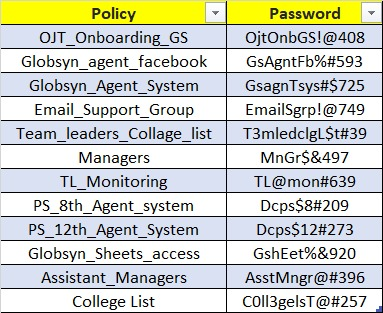 Policy Password
OJT_Onboarding_GS OjtOnbGS!@408
Globsyn_agent_facebook GsAgntFb%#593
Globsyn_Agent_System GsagnTsys#$725
Email_Support_Group EmailSgrp!@749
Team_leaders_Collage_list T3mledclgL$t#39
Managers MnGr$&497
TL_Monitoring TL@mon#639
PS_8th_Agent_system Dcps$8#209
PS_12th_Agent_System Dcps$12#273
Globsyn_Sheets_access GshEet%&920
Assistant_Managers AsstMngr@#396
College List C0ll3gelsT@#257